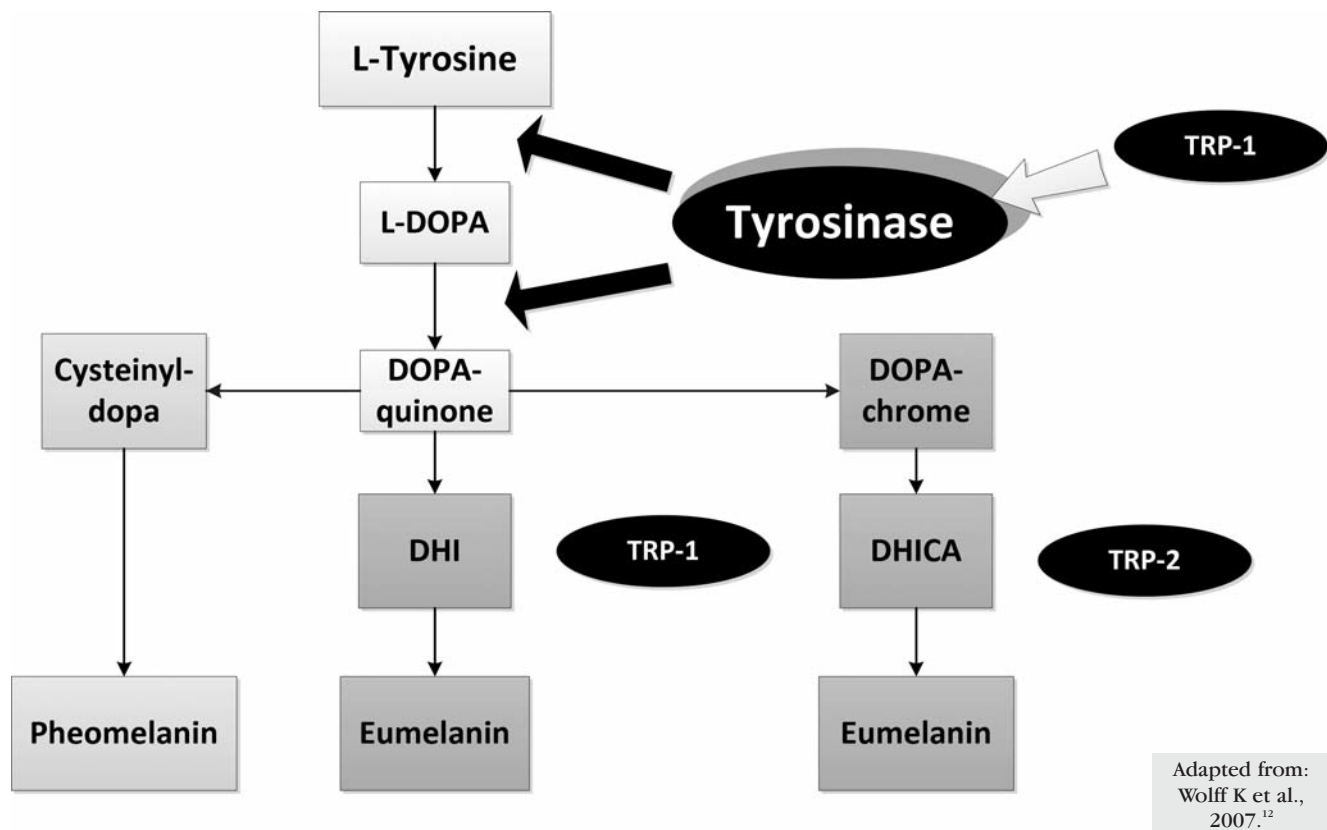 L-Tyrosine
TRP-1
L-DOPA
Tyrosinase
Cysteinyl-
dopa
DOPA-
quinone
DOPA-
chrome
DHI
TRP-1
DHICA
TRP-2
Pheomelanin
Eumelanin
Eumelanin
Adapted from:
Wolff K et al.,
2007.¹²